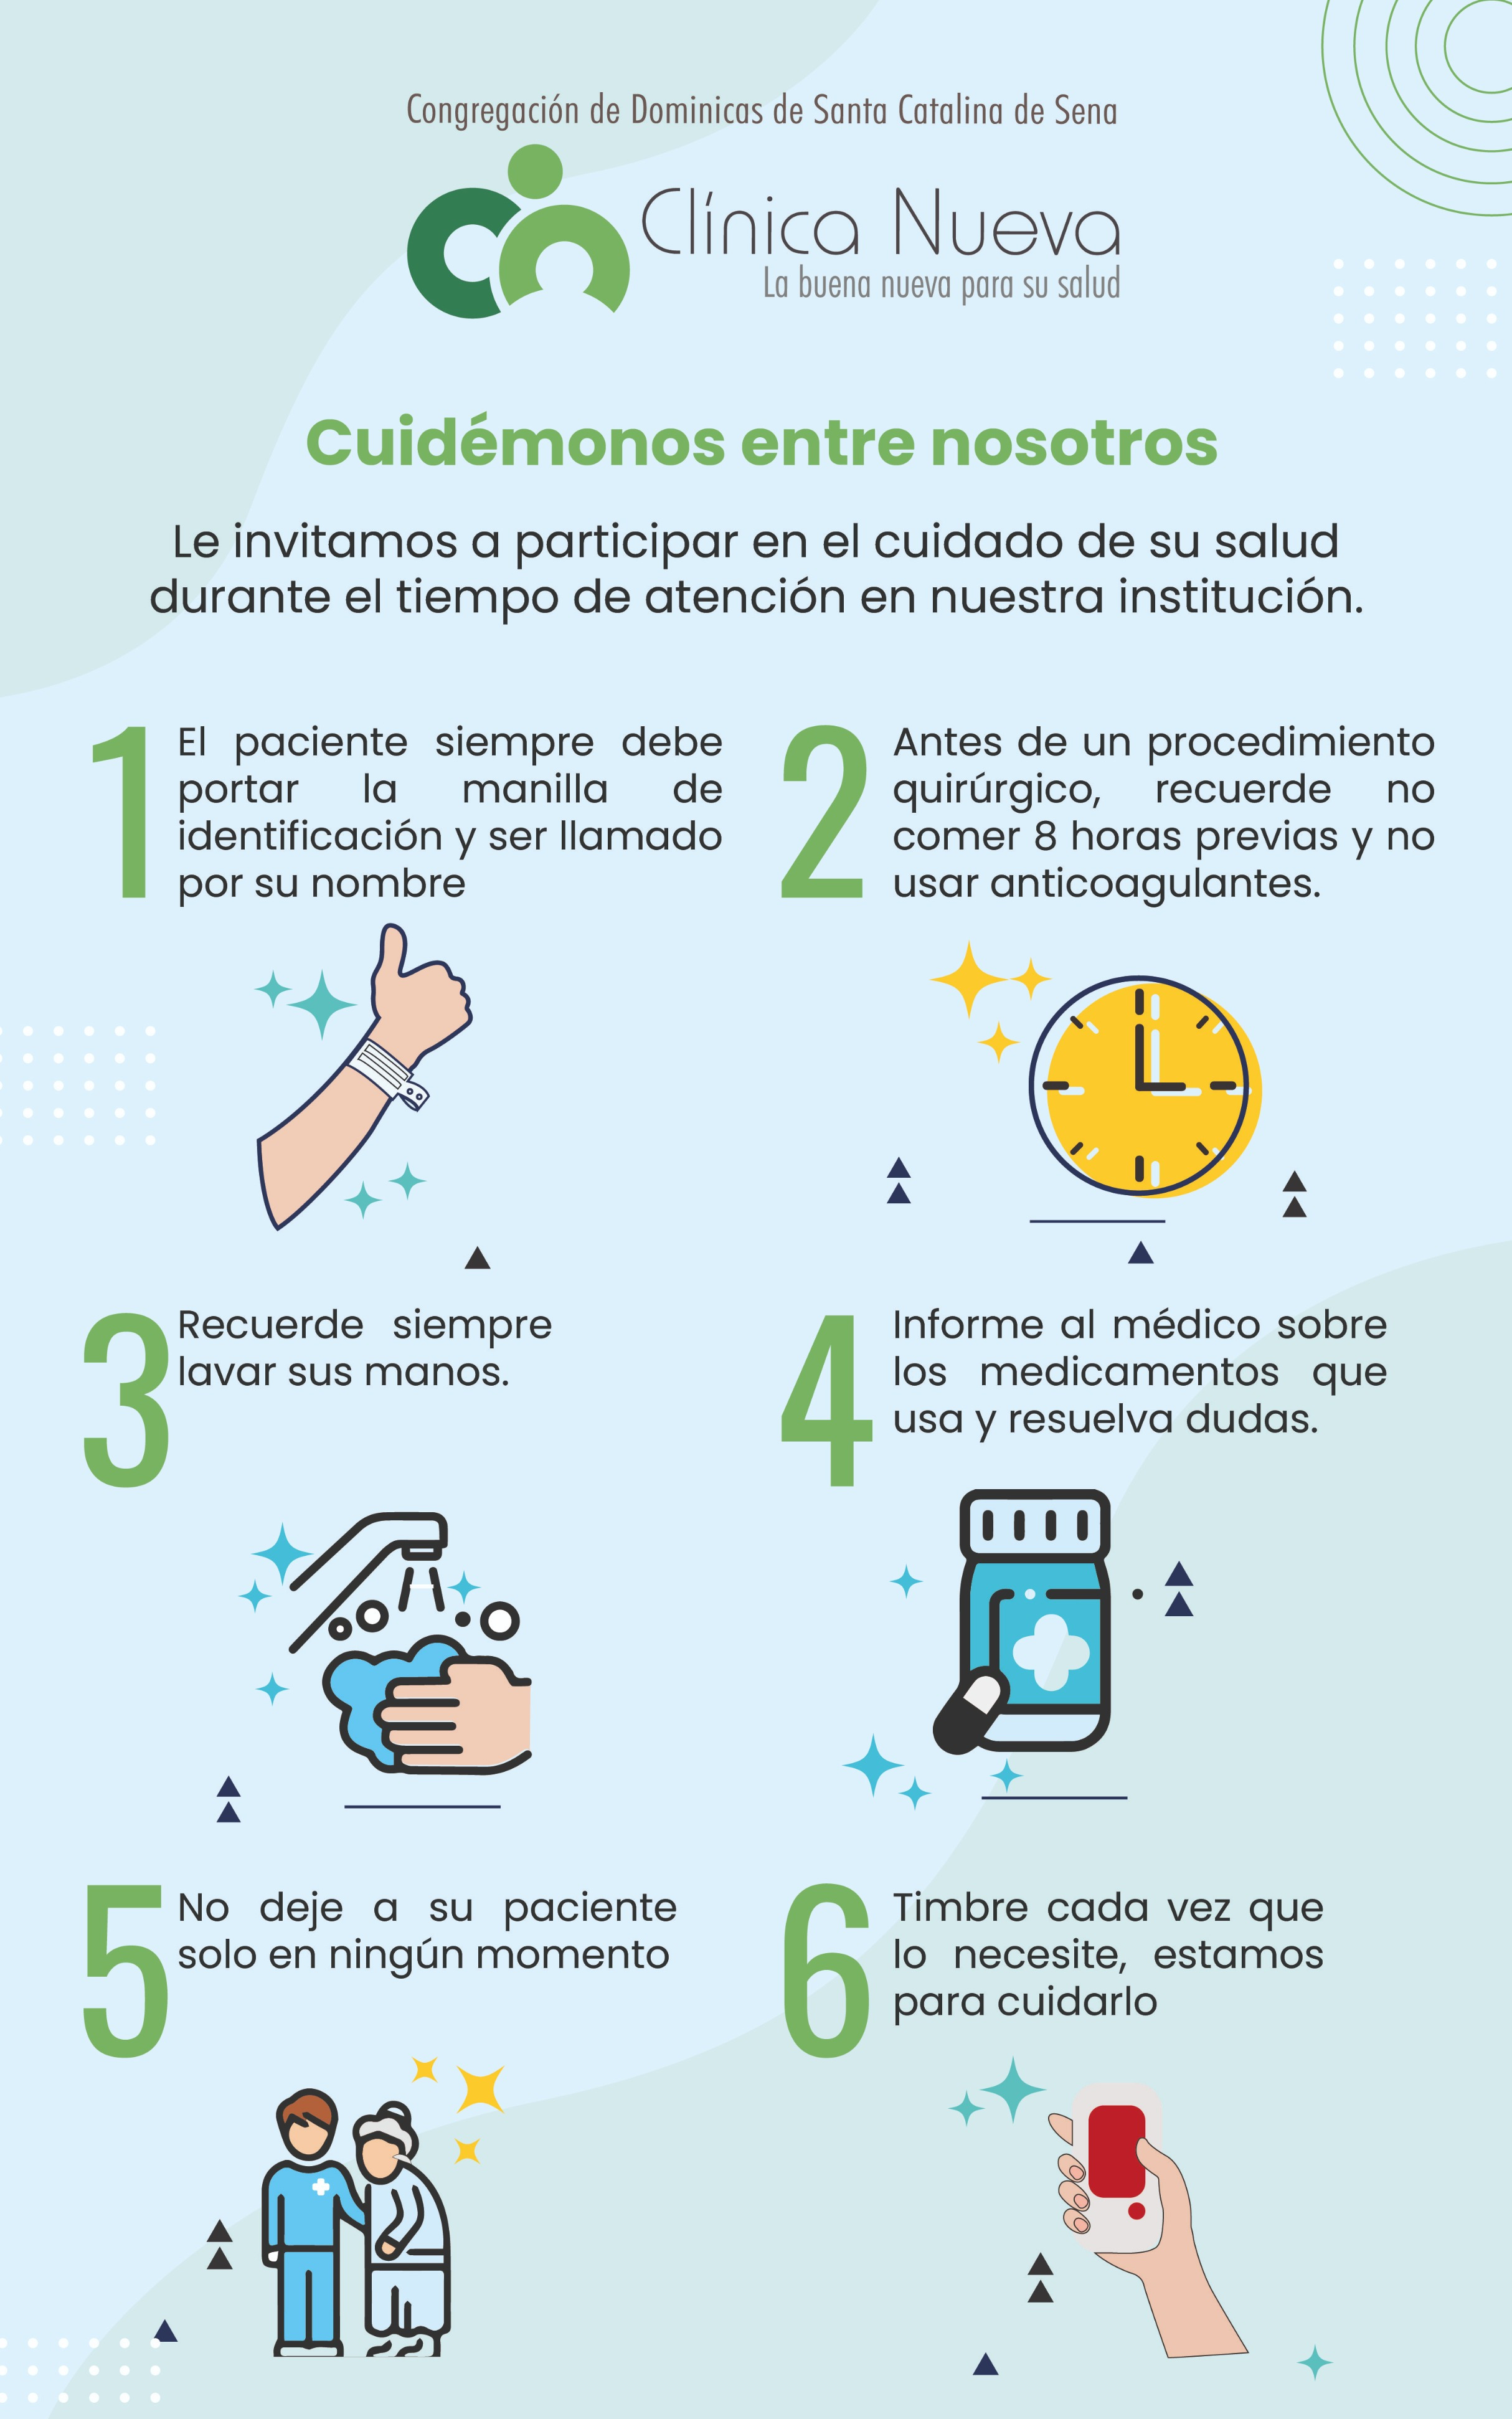 Congregación de Dominicas de Santa Catalina de Sena
Clínica Nueva
La buena nueva para su salud
Cuidémonos entre nosotros
Le invitamos a participar en el cuidado de su salud
durante el tiempo de atención en nuestra institución.
1
El paciente siempre debe
portar la manilla de
identificación y ser llamado
por su nombre
2
Antes de un procedimiento
quirúrgico, recuerde no
comer 8 horas previas y no
usar anticoagulantes.
3
Recuerde siempre
lavar sus manos.
4
Informe al médico sobre
los medicamentos que
usa y resuelva dudas.
5
No deje a su paciente
solo en ningún momento
6
Timbre cada vez que
lo necesite, estamos
para cuidarlo